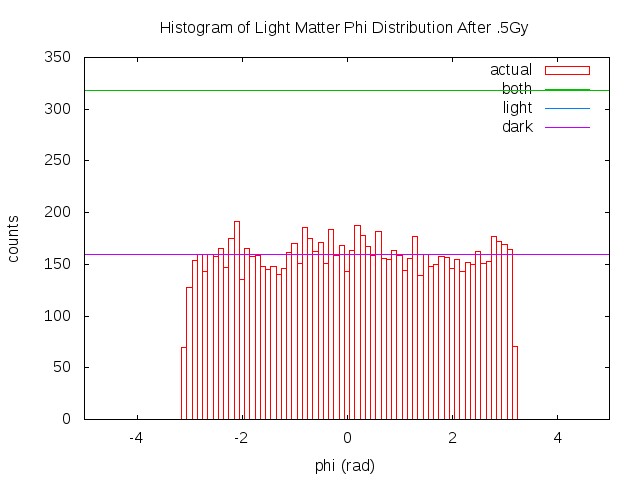 Histogram of Light Matter Phi Distribution After .5Gy
350
300
250
200
150
100
50
0
-4
-2
0
2
4
counts
phi (rad)
actual
both
light
dark